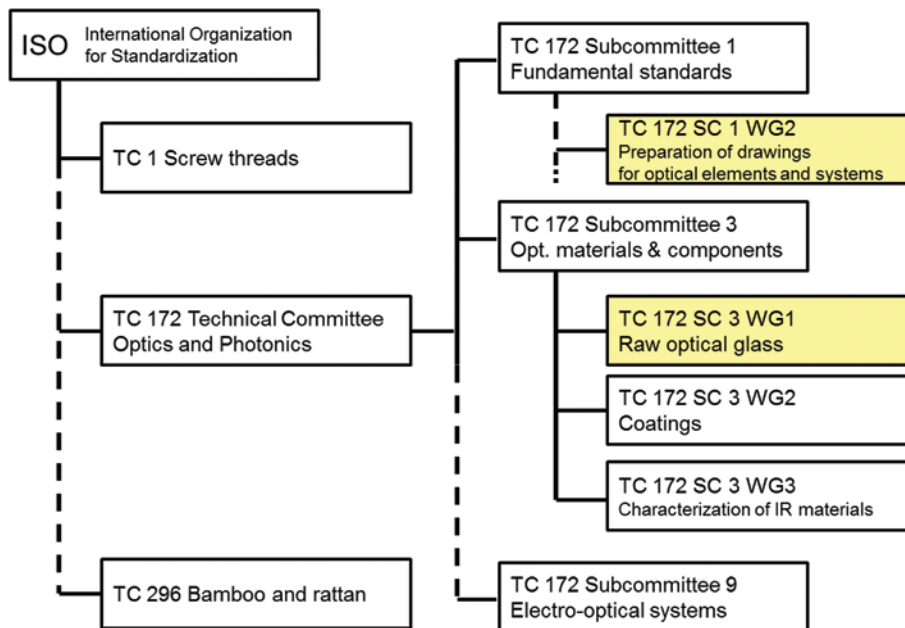 ISO International Organization
for Standardization
TC 1 Screw threads
TC 172 Technical Committee
Optics and Photonics
TC 296 Bamboo and rattan
TC 172 Subcommittee 1
Fundamental standards
TC 172 SC 1 WG2
Preparation of drawings
for optical elements and systems
TC 172 Subcommittee 3
Opt. materials & components
TC 172 SC 3 WG1
Raw optical glass
TC 172 SC 3 WG2
Coatings
TC 172 SC 3 WG3
Characterization of IR materials
TC 172 Subcommittee 9
Electro-optical systems